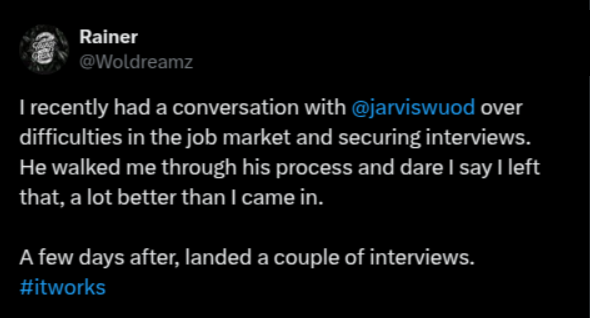 Rainer
@Woldreamz
I recently had a conversation with @jarviswuod over
difficulties in the job market and securing interviews.
He walked me through his process and dare I say I left
that, a lot better than I came in.
A few days after, landed a couple of interviews.
#itworks